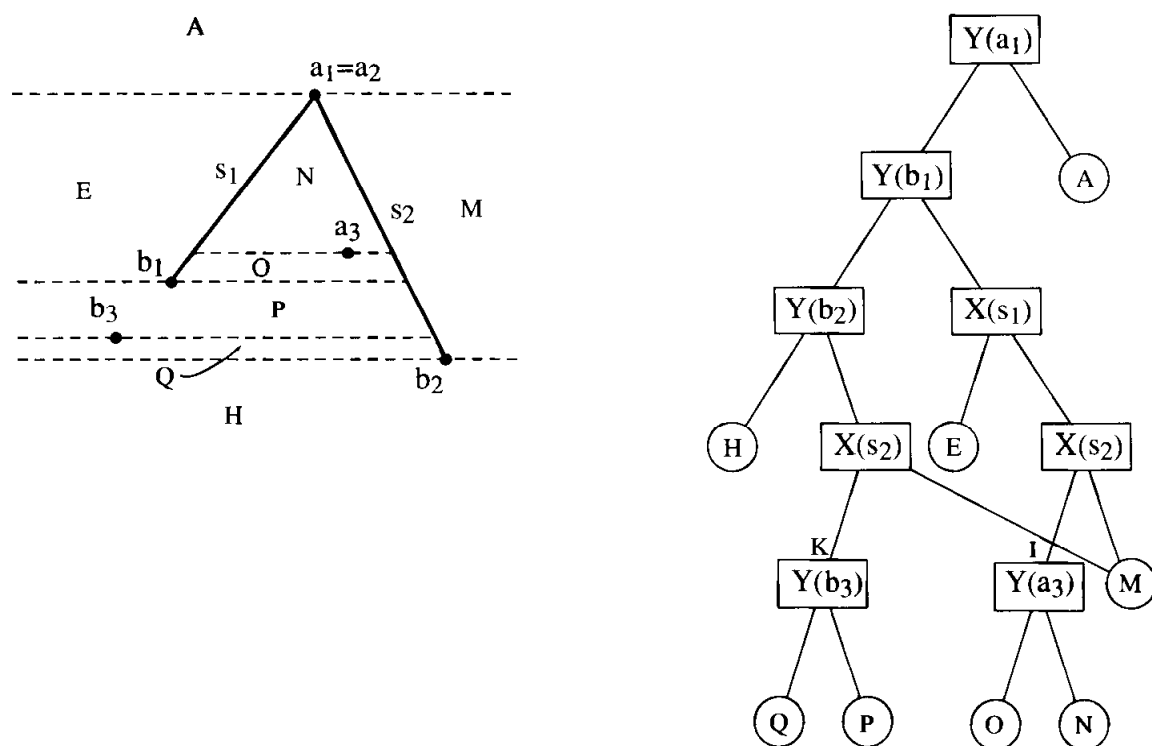 A
a1=a2
s1
N
E
s2
M
a3
b1
O
b3
P
Q
b2
H
Y(a1)
Y(b1)
A
Y(b2)
X(s1)
H
X(s2)
E
X(s2)
K
I
Y(b3)
Y(a3)
M
Q
P
O
N